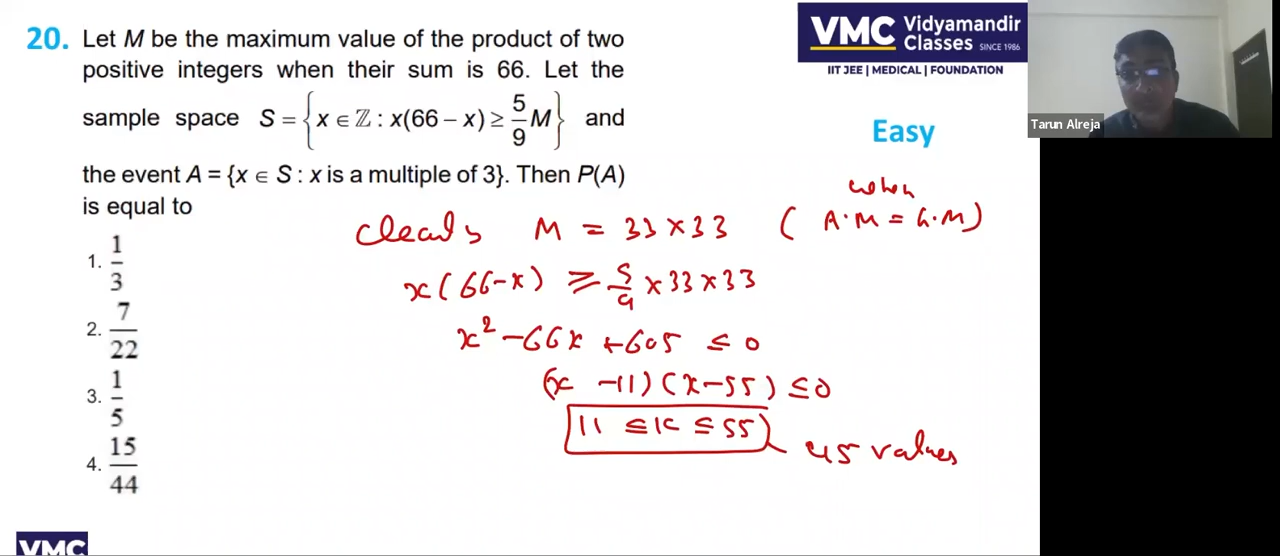 20. Let M be the maximum value of the product of two
positive integers when their sum is 66. Let the
sample space S = {x ∈ ℤ : x(66 – x) ≥ 5/9 M} and
the event A = {x ∈ S : x is a multiple of 3}. Then P(A)
is equal to
1. 1/3
2. 7/22
3. 1/5
4. 15/44
VMC Vidyamandir Classes SINCE 1986
IIT JEE | MEDICAL | FOUNDATION
Easy
Tarun Alreja
Clearly M = 33×33 (when A.M = G.M)
x(66-x) ≥ 5/9 × 33×33
x² -66x +605 ≤ 0
(x -11)(x-55) ≤0
11 ≤ x ≤ 55
45 values
VMC